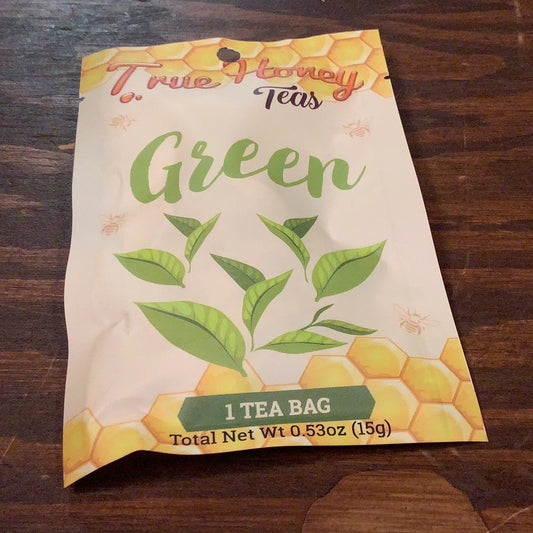 True Honey
Teas
Green
1 TEA BAG
Total Net Wt 0.53oz (15g)